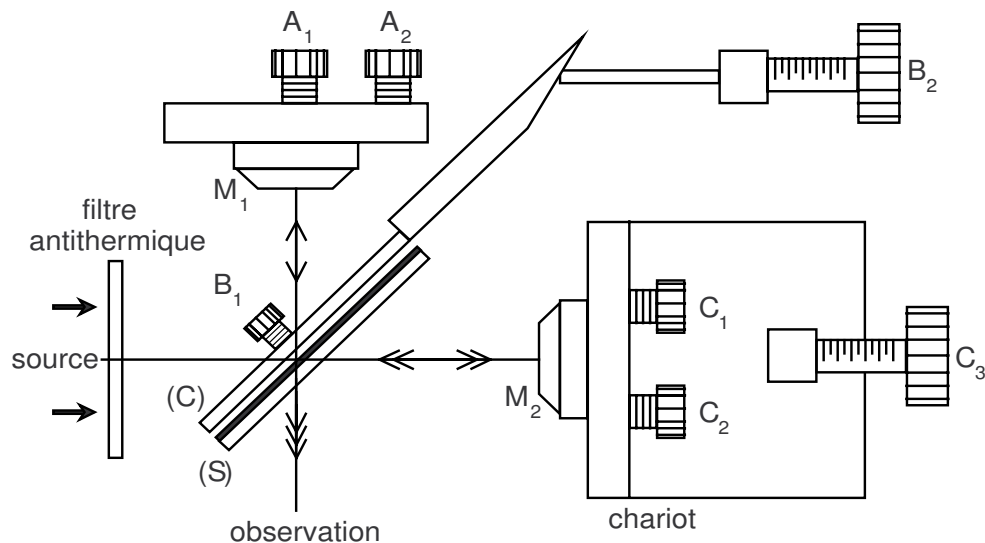 A1
A2
B2
M1
filtre
antithermique
B1
source
C1
C3
(C)
M2
C2
(S)
chariot
observation